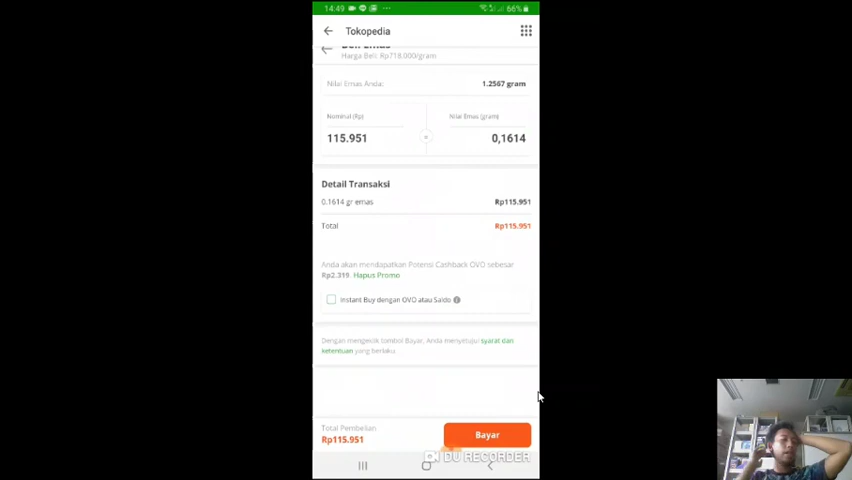 14:49
66%
Tokopedia
Beli Emas
Harga Beli: Rp718.000/gram
Nilai Emas Anda: 1.2567 gram
Nominal (Rp) Nilai Emas (gram)
115.951 0,1614
Detail Transaksi
0.1614 gr emas Rp115.951
Total Rp115.951
Anda akan mendapatkan Potensi Cashback OVO sebesar
Rp2.319. Hapus Promo
Instant Buy dengan OVO atau Saldo
Dengan mengeklik tombol Bayar, Anda menyetujui syarat dan
ketentuan yang berlaku.
Total Pembelian
Rp115.951
Bayar
DU RECORDER